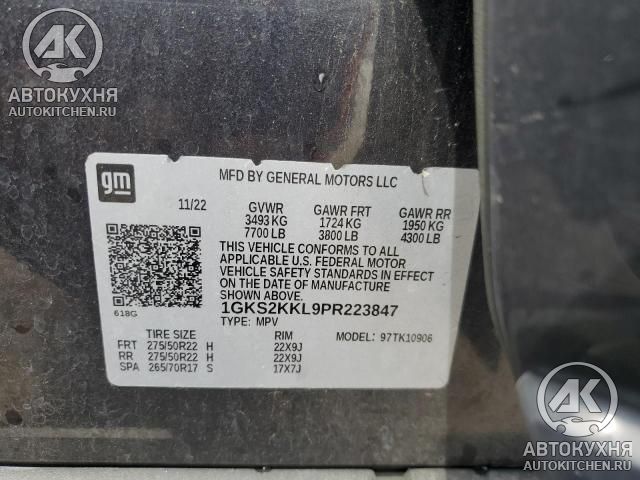 AK
АВТОКУХНЯ
AUTOKITCHEN.RU
gm
MFD BY GENERAL MOTORS LLC
11/22 GVWR GAWR FRT GAWR RR
3493 KG 1724 KG 1950 KG
7700 LB 3800 LB 4300 LB
THIS VEHICLE CONFORMS TO ALL
APPLICABLE U.S. FEDERAL MOTOR
VEHICLE SAFETY STANDARDS IN EFFECT
ON THE DATE OF MANUFACTURE
SHOWN ABOVE.
618G
1GKS2KKL9PR223847
TYPE: MPV
MODEL: 97TK10906
TIRE SIZE RIM
FRT 275/50R22 H 22X9J
RR 275/50R22 H 22X9J
SPA 265/70R17 S 17X7J
AK
АВТОКУХНЯ
AUTOKITCHEN.RU